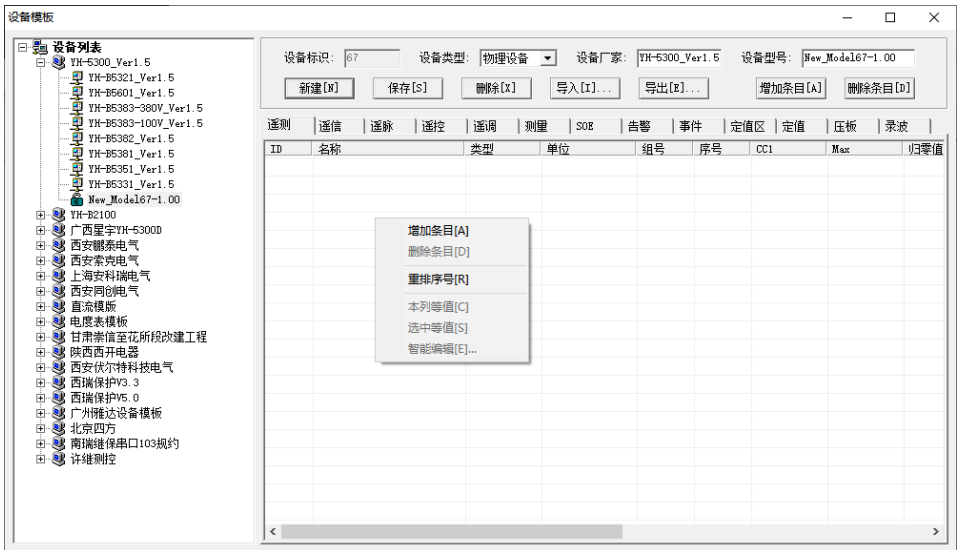 设备模板
设备列表
YH-5300_Ver1.5
YH-B5321_Ver1.5
YH-B5601_Ver1.5
YH-B5383-380V_Ver1.5
YH-B5383-100V_Ver1.5
YH-B5382_Ver1.5
YH-B5381_Ver1.5
YH-B5351_Ver1.5
YH-B5331_Ver1.5
New_Model67-1.00
YH-B2100
广西星宇YH-5300D
西安鹏泰电气
西安索克电气
上海安科瑞电气
西安同创电气
直流模版
电度表模板
甘肃崇信至花所段改建工程
陕西西开电器
西安伏尔特科技电气
西瑞保护V3.3
西瑞保护V5.0
广州雅达设备模板
北京四方
南瑞继保串口103规约
许继测控
设备标识: 67 设备类型: 物理设备 设备厂家: YH-5300_Ver1.5 设备型号: New_Model67-1.00
新建[N] 保存[S] 删除[X] 导入[I]... 导出[E]... 增加条目[A] 删除条目[D]
遥测 遥信 遥脉 遥控 遥调 测量 SOE 告警 事件 定值区 定值 压板 录波
ID 名称 类型 单位 组号 序号 CC1 Max 归零值
增加条目[A]
删除条目[D]
重排序号[R]
本列等值[C]
选中等值[S]
智能编辑[E]...